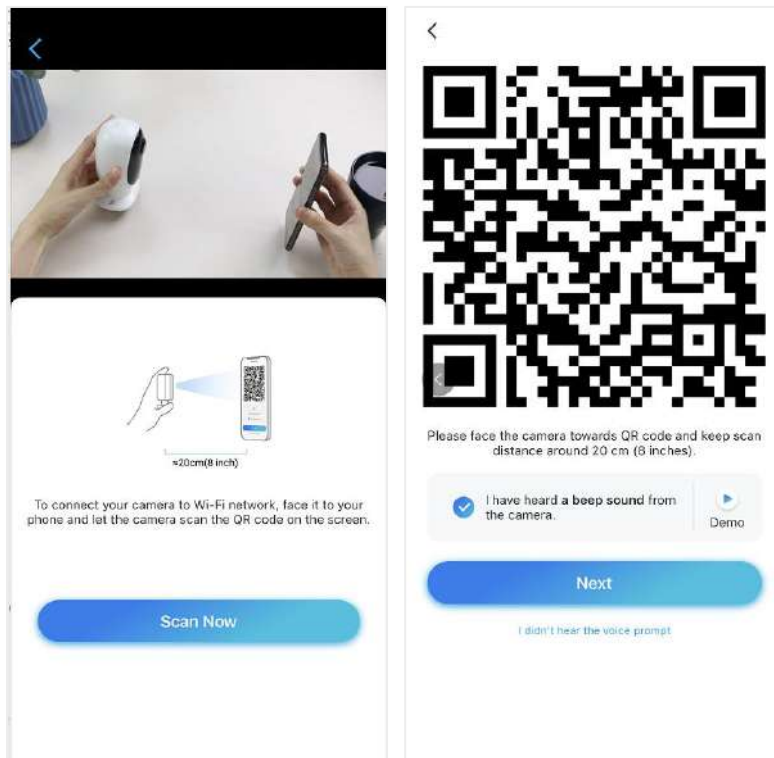 ≈20cm(8 inch)
To connect your camera to Wi-Fi network, face it to your
phone and let the camera scan the QR code on the screen.
Scan Now
Please face the camera towards QR code and keep scan
distance around 20 cm (8 inches).
I have heard a beep sound from
the camera.
Demo
Next
I didn't hear the voice prompt